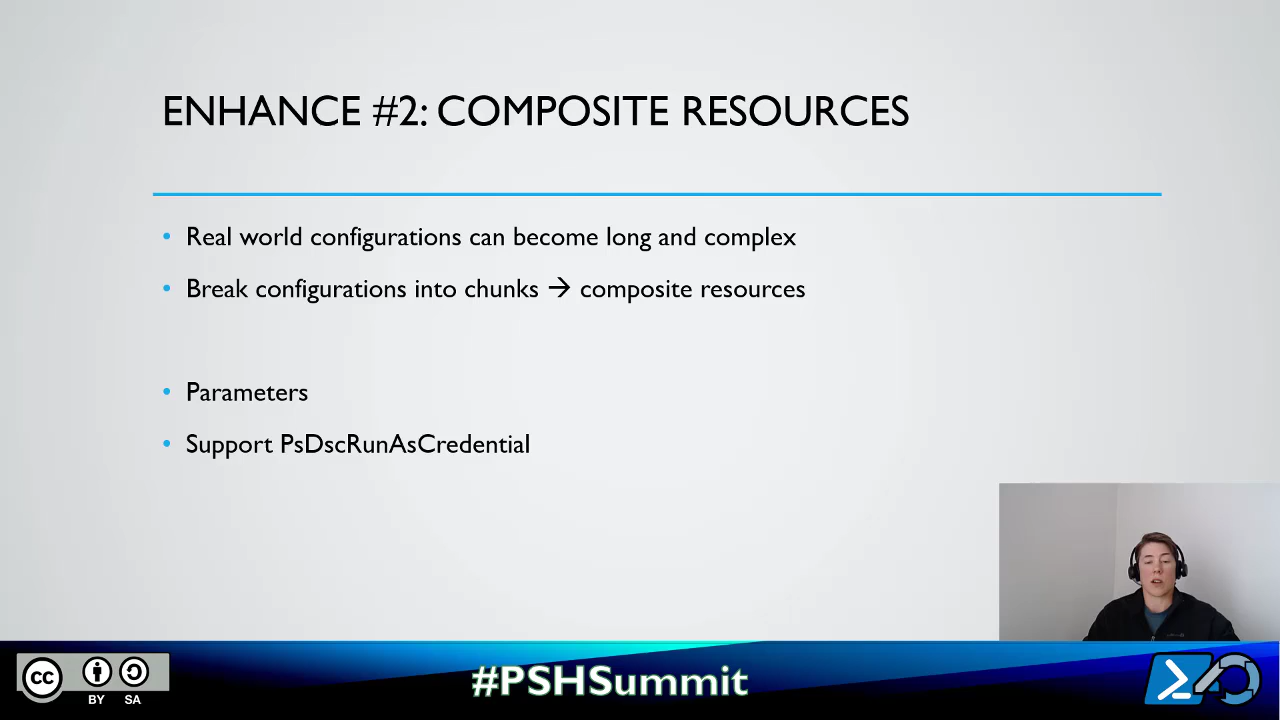 ENHANCE #2: COMPOSITE RESOURCES
• Real world configurations can become long and complex
• Break configurations into chunks → composite resources
• Parameters
• Support PsDscRunAsCredential
cc
BY SA
#PSHSummit